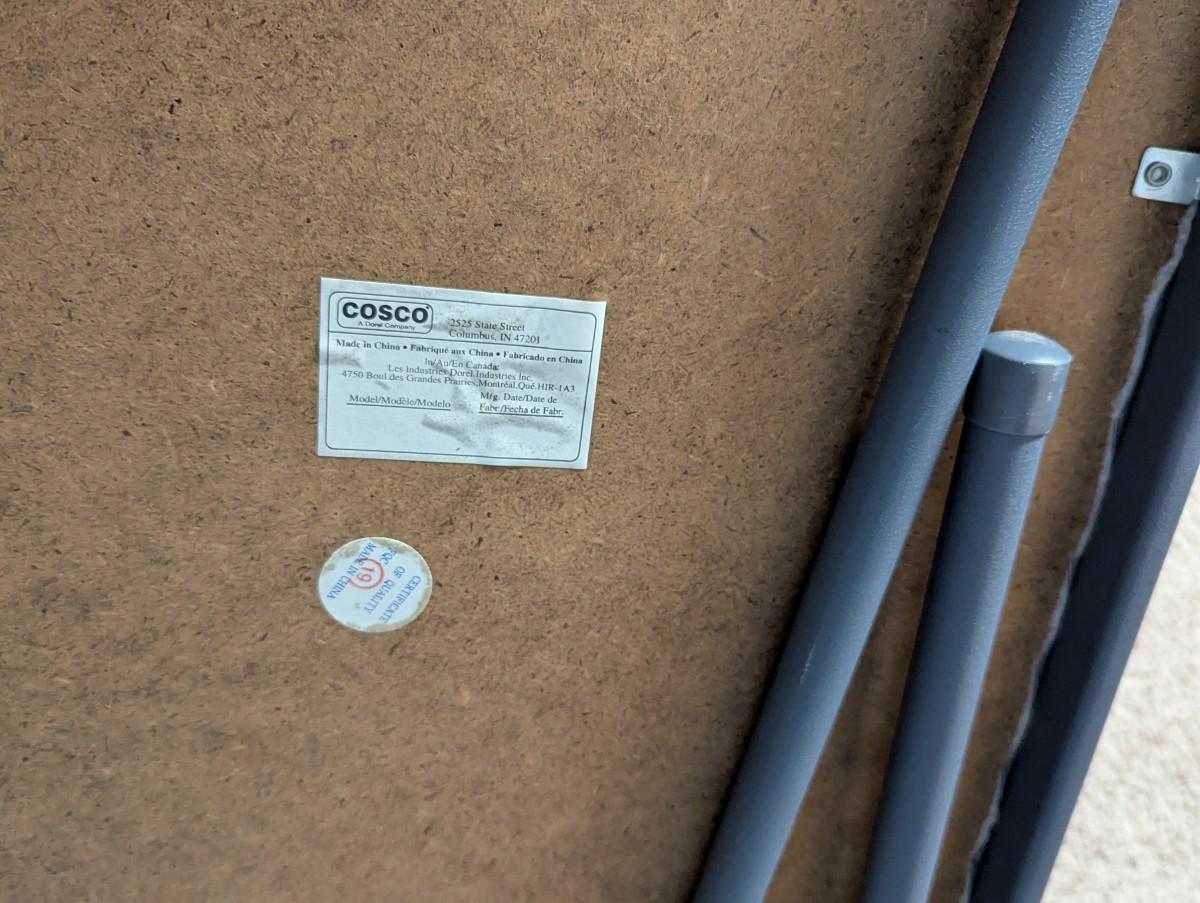 COSCO
A Dorel Company
2525 State Street
Columbus, IN 47201
Made in China • Fabriqué aux China • Fabricado en China
In/Au/En Canada:
Les Industries Dorel Industries Inc.
4750 Boul.des Grandes Prairies,Montréal,Qué.HIR-1A3
Model/Modèle/Modelo
Mfg. Date/Date de
Fabr/Fecha de Fabr.
CERTIFICATE
OF QUALITY
PQC 19
MADE IN CHINA